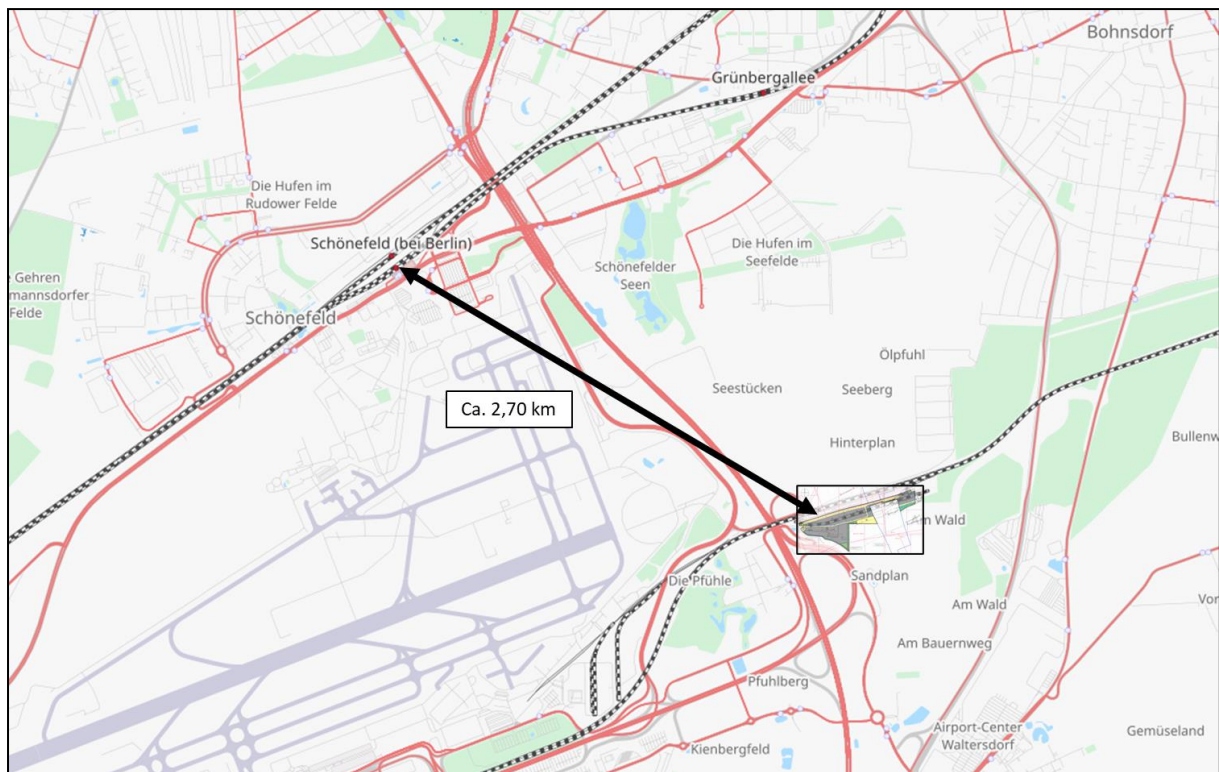 Bohnsdorf
Grünbergallee
Die Hufen im
Rudower Felde
Schönefeld (bei Berlin)
Die Hufen im
Seefelde
Schönefelder
Seen
e Gehren
rmannsdorfer
Felde
Schönefeld
Ölpfuhl
Seestücken
Seeberg
Ca. 2,70 km
Hinterplan
Bullenw
m Wald
Die Pfühle
Sandplan
Am Wald
Vor
Am Bauernweg
Pfuhlberg
Airport-Center
Waltersdorf
Gemüseland
Kienbergfeld